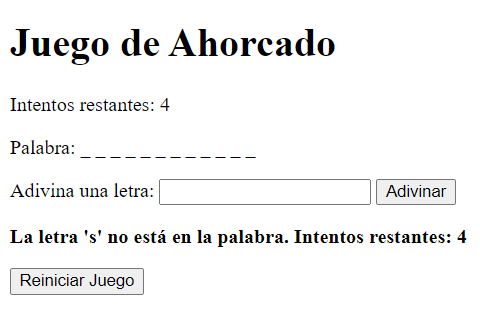 Juego de Ahorcado
Intentos restantes: 4
Palabra: _ _ _ _ _ _ _ _ _ _ _ _
Adivina una letra: Adivinar
La letra 's' no está en la palabra. Intentos restantes: 4
Reiniciar Juego